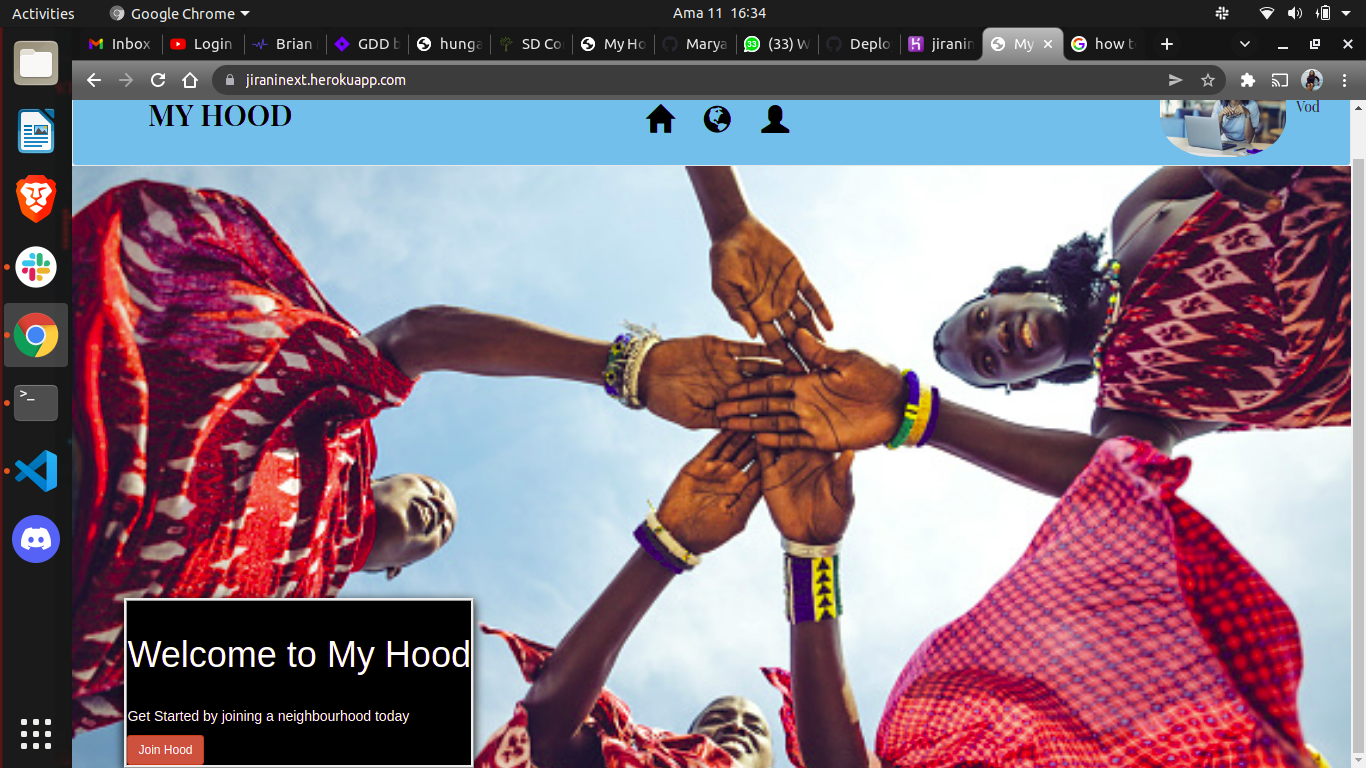 Activities
Google Chrome
Ama 11 16:34
Inbox
Login
Brian
GDD b
hunga
SD Co
My Ho
Marya
(33) W
Deplo
jiranin
My
how t
jiraninext.herokuapp.com
MY HOOD
Vod
Welcome to My Hood
Get Started by joining a neighbourhood today
Join Hood